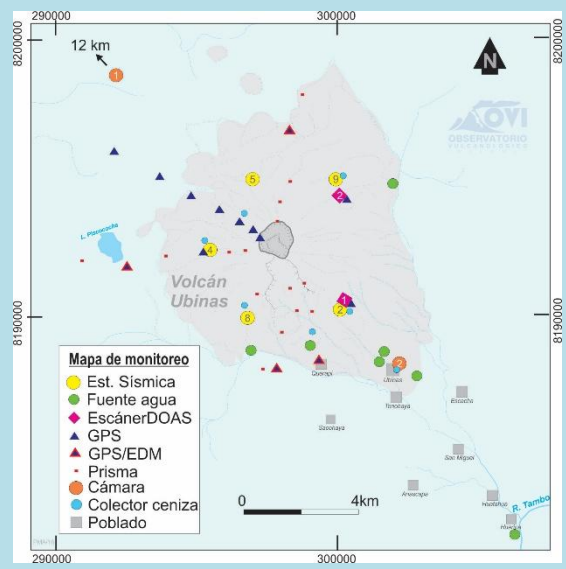 290000
300000
8200000
8200000
12 km
1
N
OVI
OBSERVATORIO
VULCANOLÓGICO
5
9
2
L. Piscococha
4
Volcán
Ubinas
1
2
8
8190000
8190000
Mapa de monitoreo
Est. Sísmica
Fuente agua
EscánerDOAS
GPS
GPS/EDM
Prisma
Cámara
Colector ceniza
Poblado
2
Querapi
Ubinas
Tonohaya
Escacha
Sacohaya
San Miguel
Anascapa
Huatahua
R. Tambo
0
4km
290000
300000